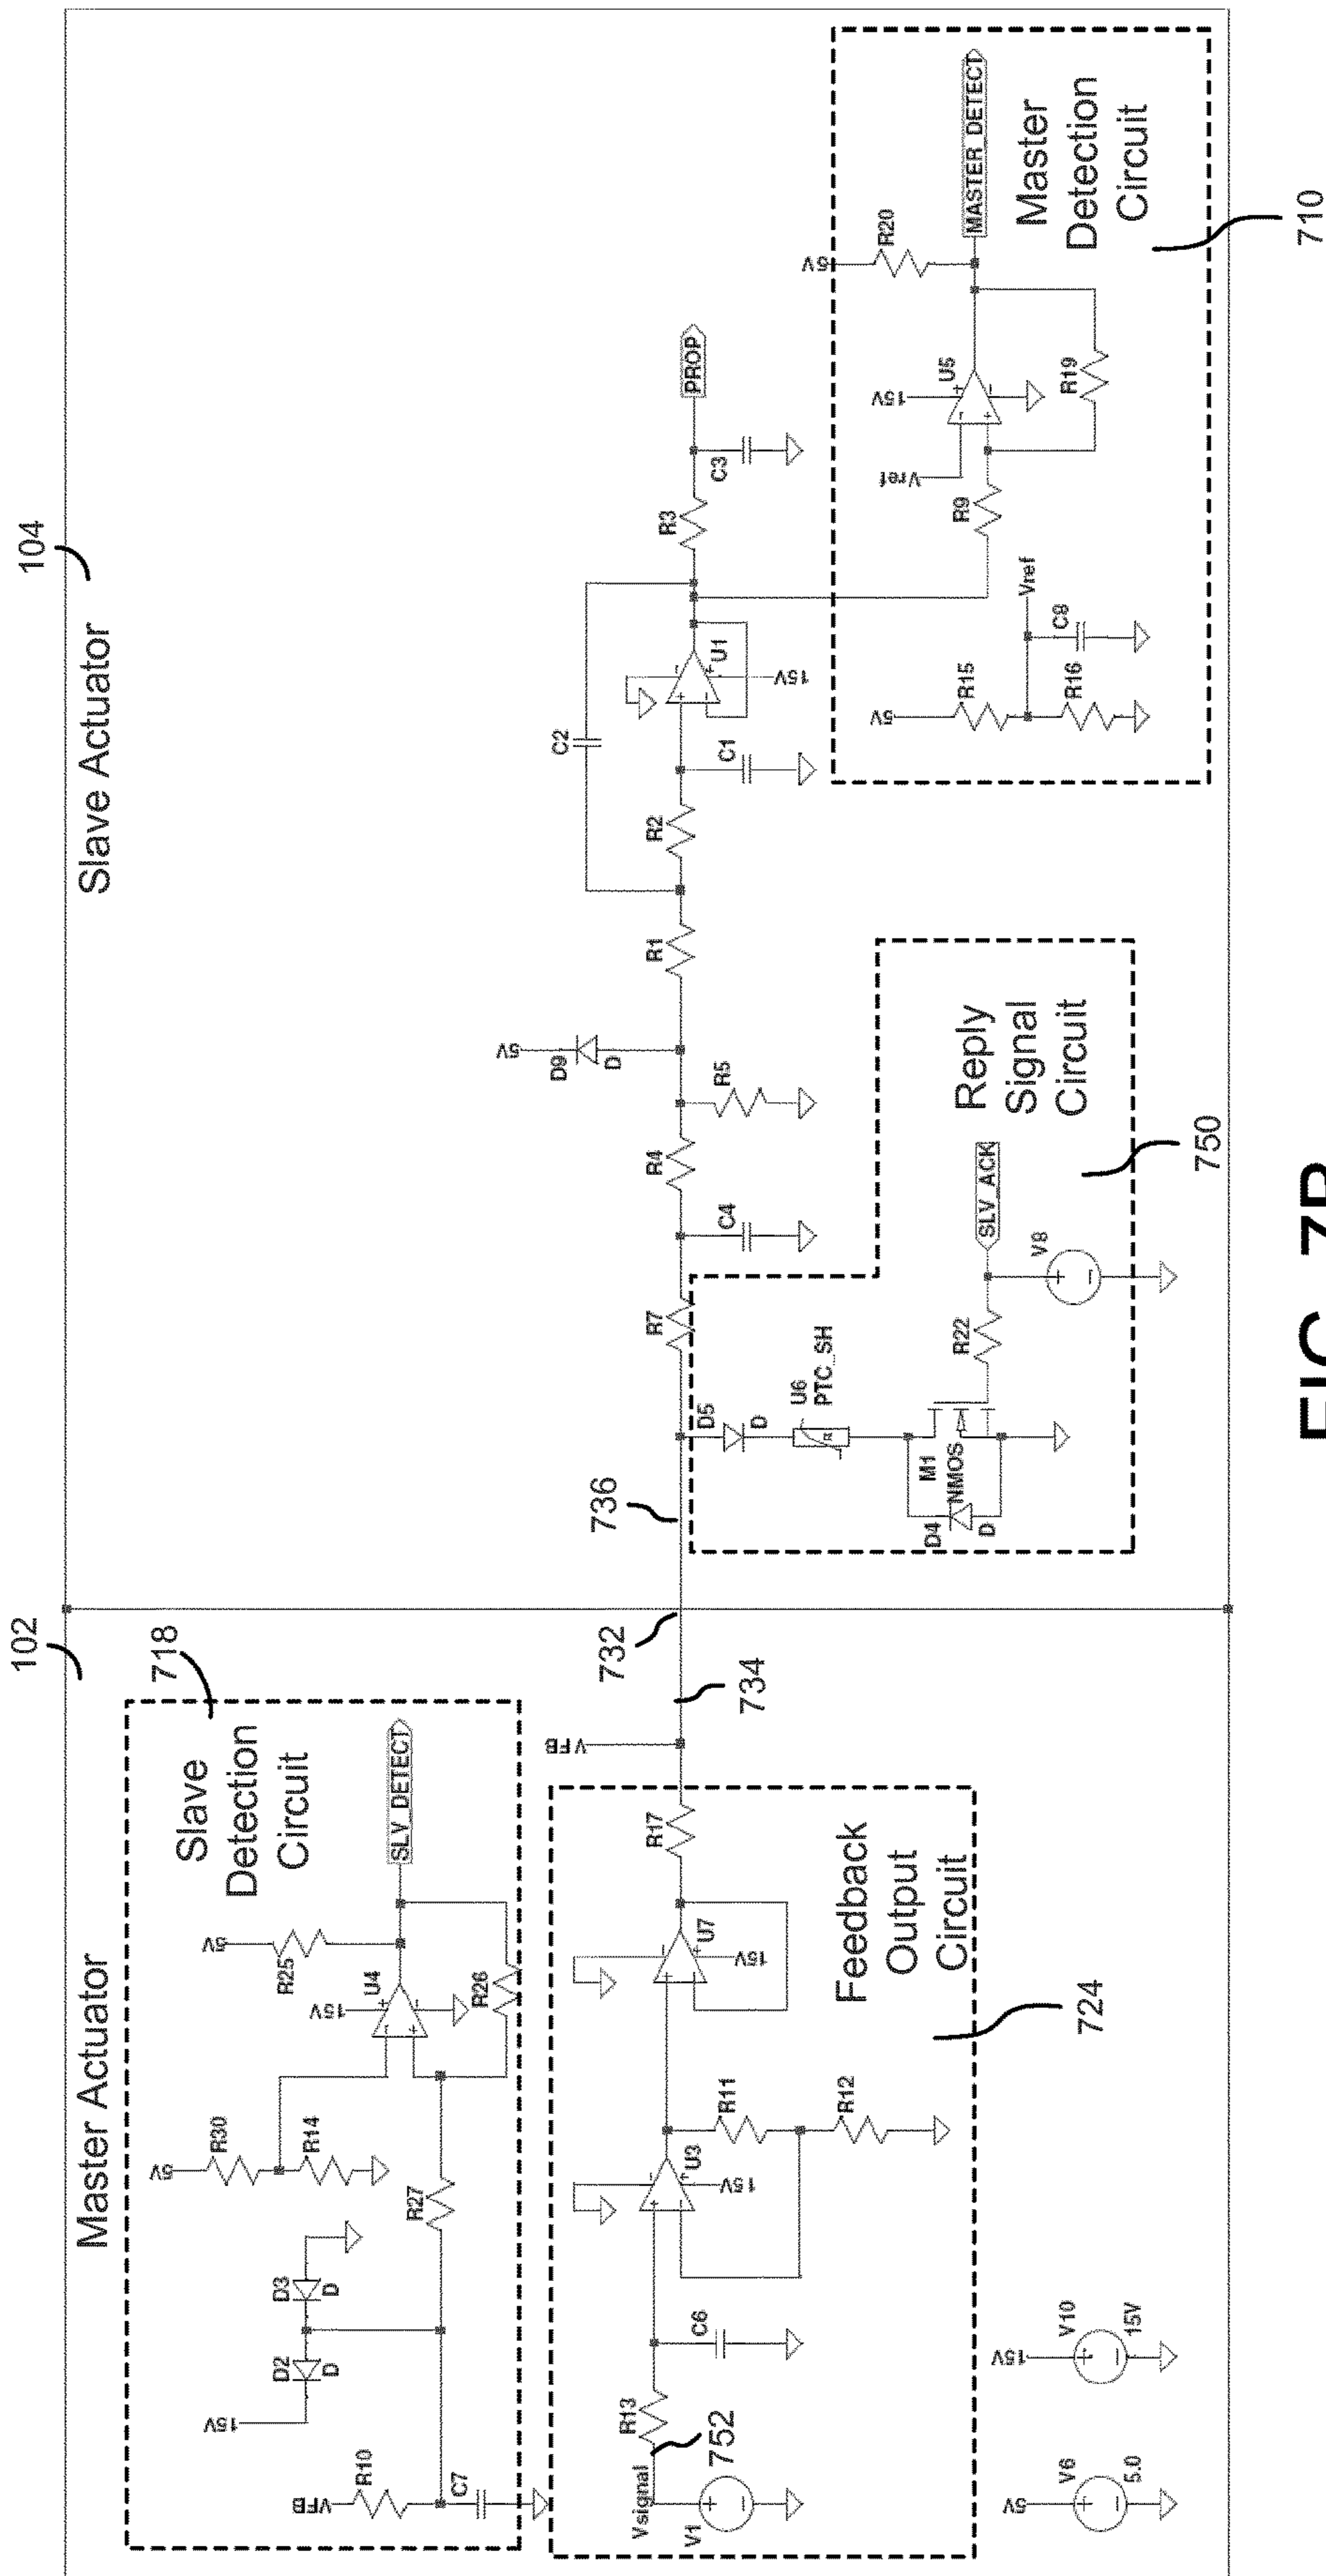 104
Slave Actuator
102
Master Actuator
718
Slave
Detection
Circuit
SLV_DETECT
5V
R25
15V
U4
R26
5V
R30
R14
R27
D3
D
D2
D
15V
VFB
R10
C7
Feedback
Output
Circuit
724
VFB
R17
U7
15V
U3
15V
R11
R12
C6
R13
752
Vsignal
V1
15V
V10
15V
5V
V6
5.0
732
734
736
R7
C4
R4
R5
5V
D9
D
R1
R2
C2
C1
U1
15V
R3
C3
PROP
Reply
Signal
Circuit
750
D5
D
U6
PTC_SH
M1
NMOS
D4
D
R22
SLV_ACK
V8
Master
Detection
Circuit
710
MASTER_DETECT
5V
R20
15V
U5
Vref
R9
R19
Vref
5V
R15
R16
C8